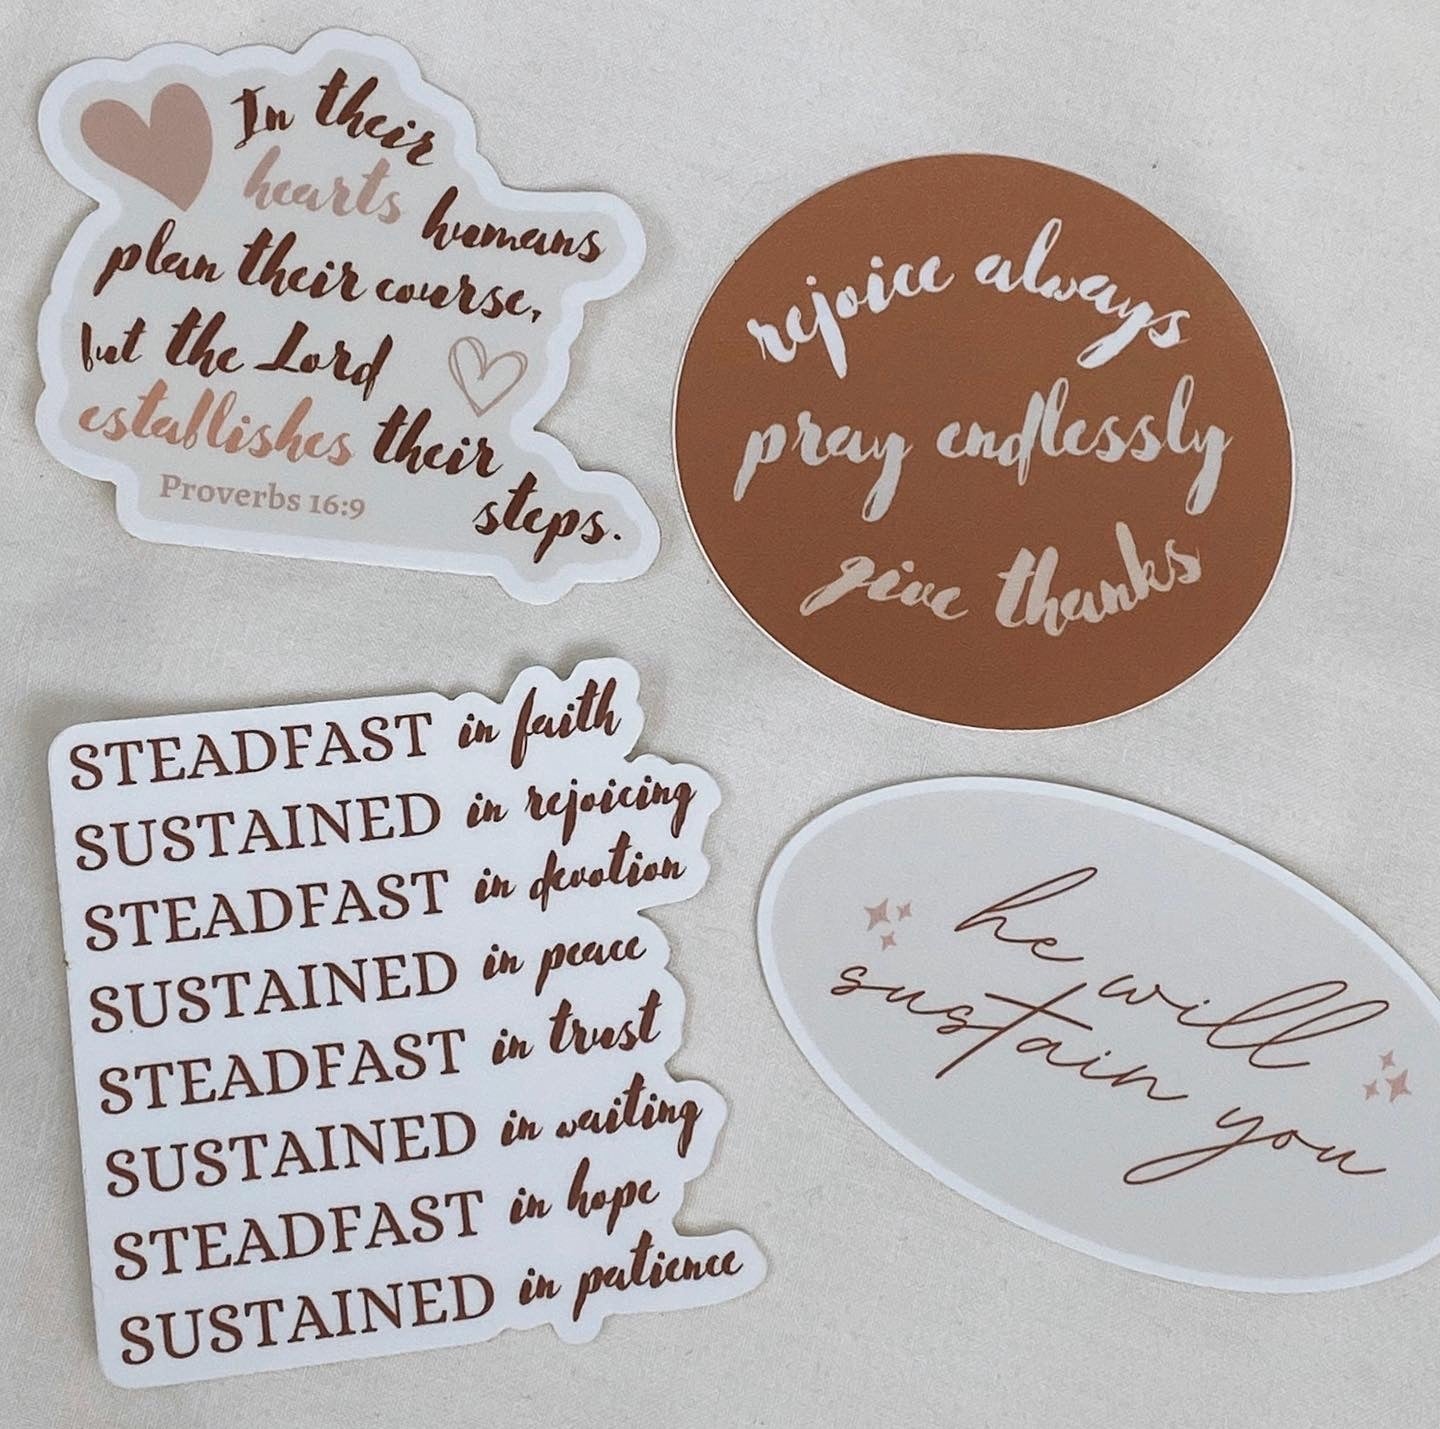 In their
hearts humans
plan their course,
but the Lord
establishes their
steps.
Proverbs 16:9
rejoice always
pray endlessly
give thanks
STEADFAST in faith
SUSTAINED in rejoicing
STEADFAST in devotion
SUSTAINED in peace
STEADFAST in trust
SUSTAINED in waiting
STEADFAST in hope
SUSTAINED in patience
he will
sustain you